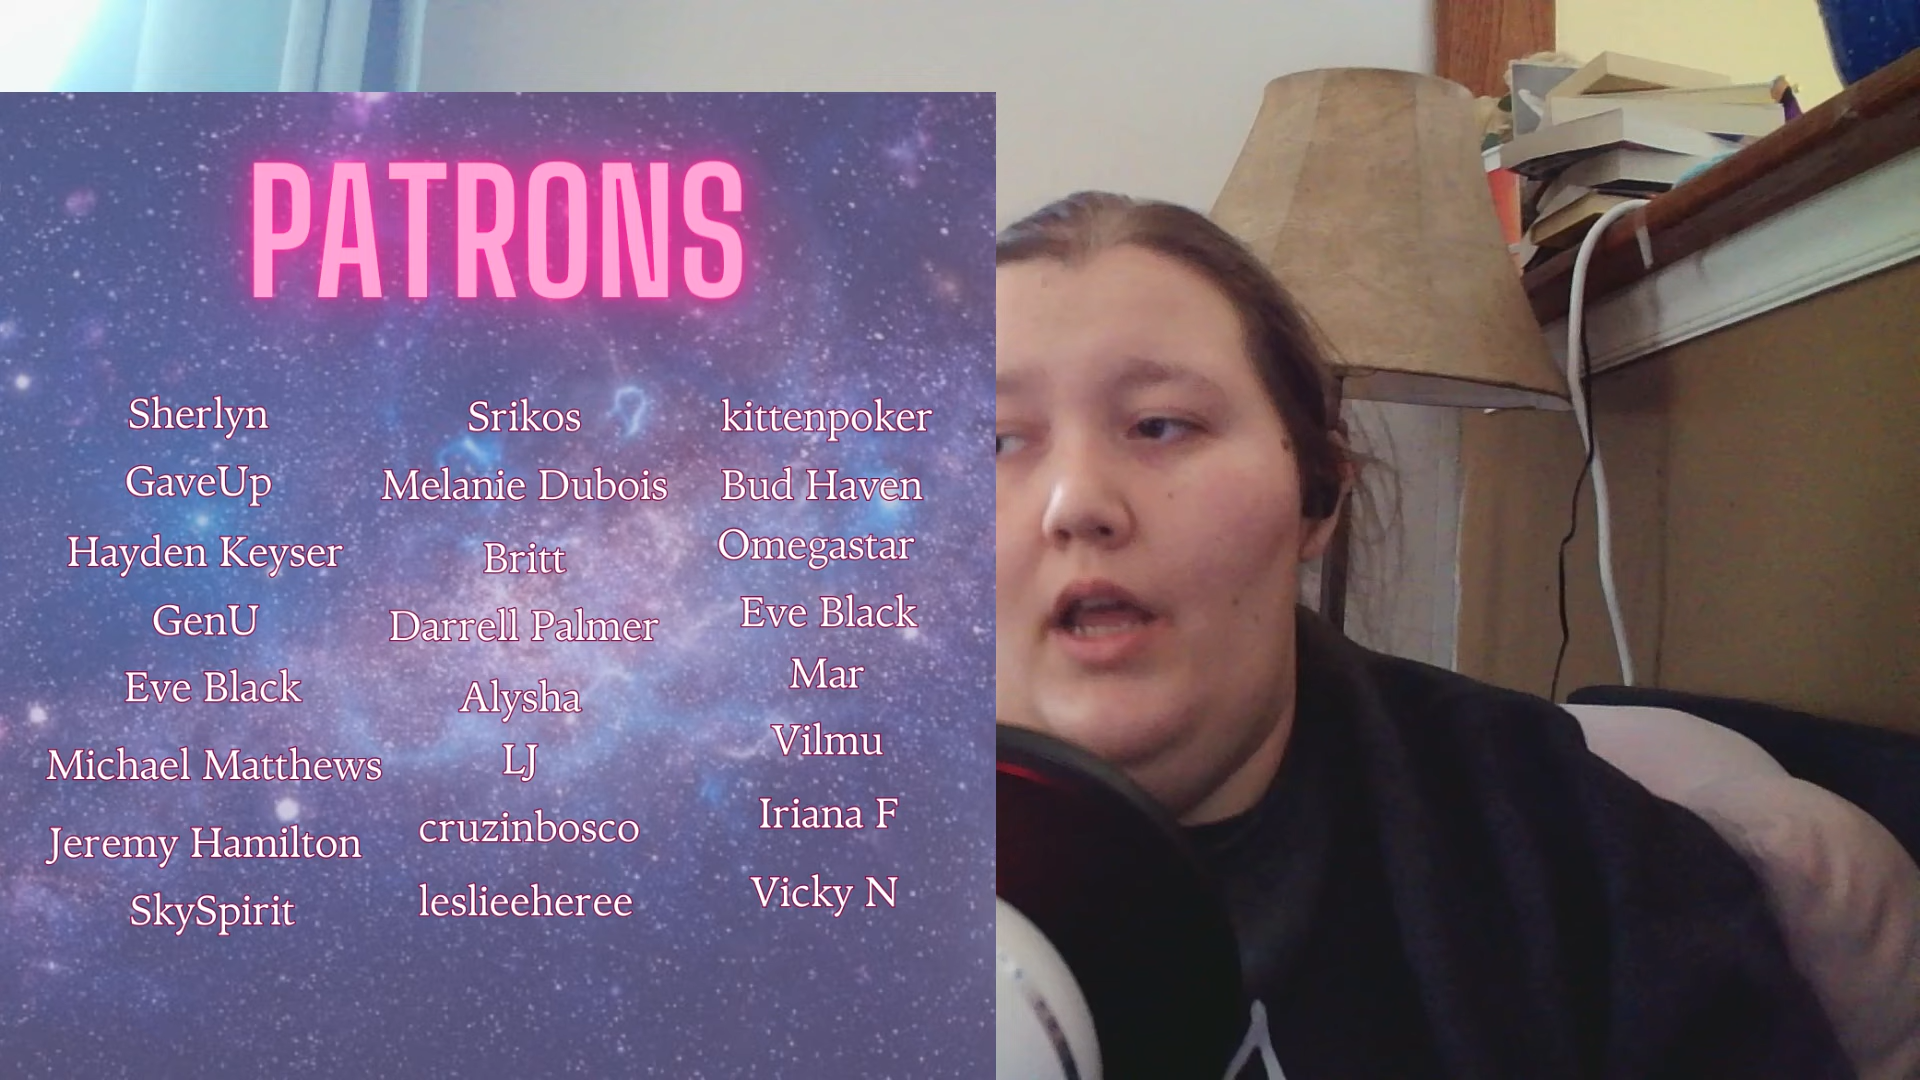 PATRONS
Sherlyn
GaveUp
Hayden Keyser
GenU
Eve Black
Michael Matthews
Jeremy Hamilton
SkySpirit
Srikos
Melanie Dubois
Britt
Darrell Palmer
Alysha
LJ
cruzinbosco
leslieeheree
kittenpoker
Bud Haven
Omegastar
Eve Black
Mar
Vilmu
Iriana F
Vicky N